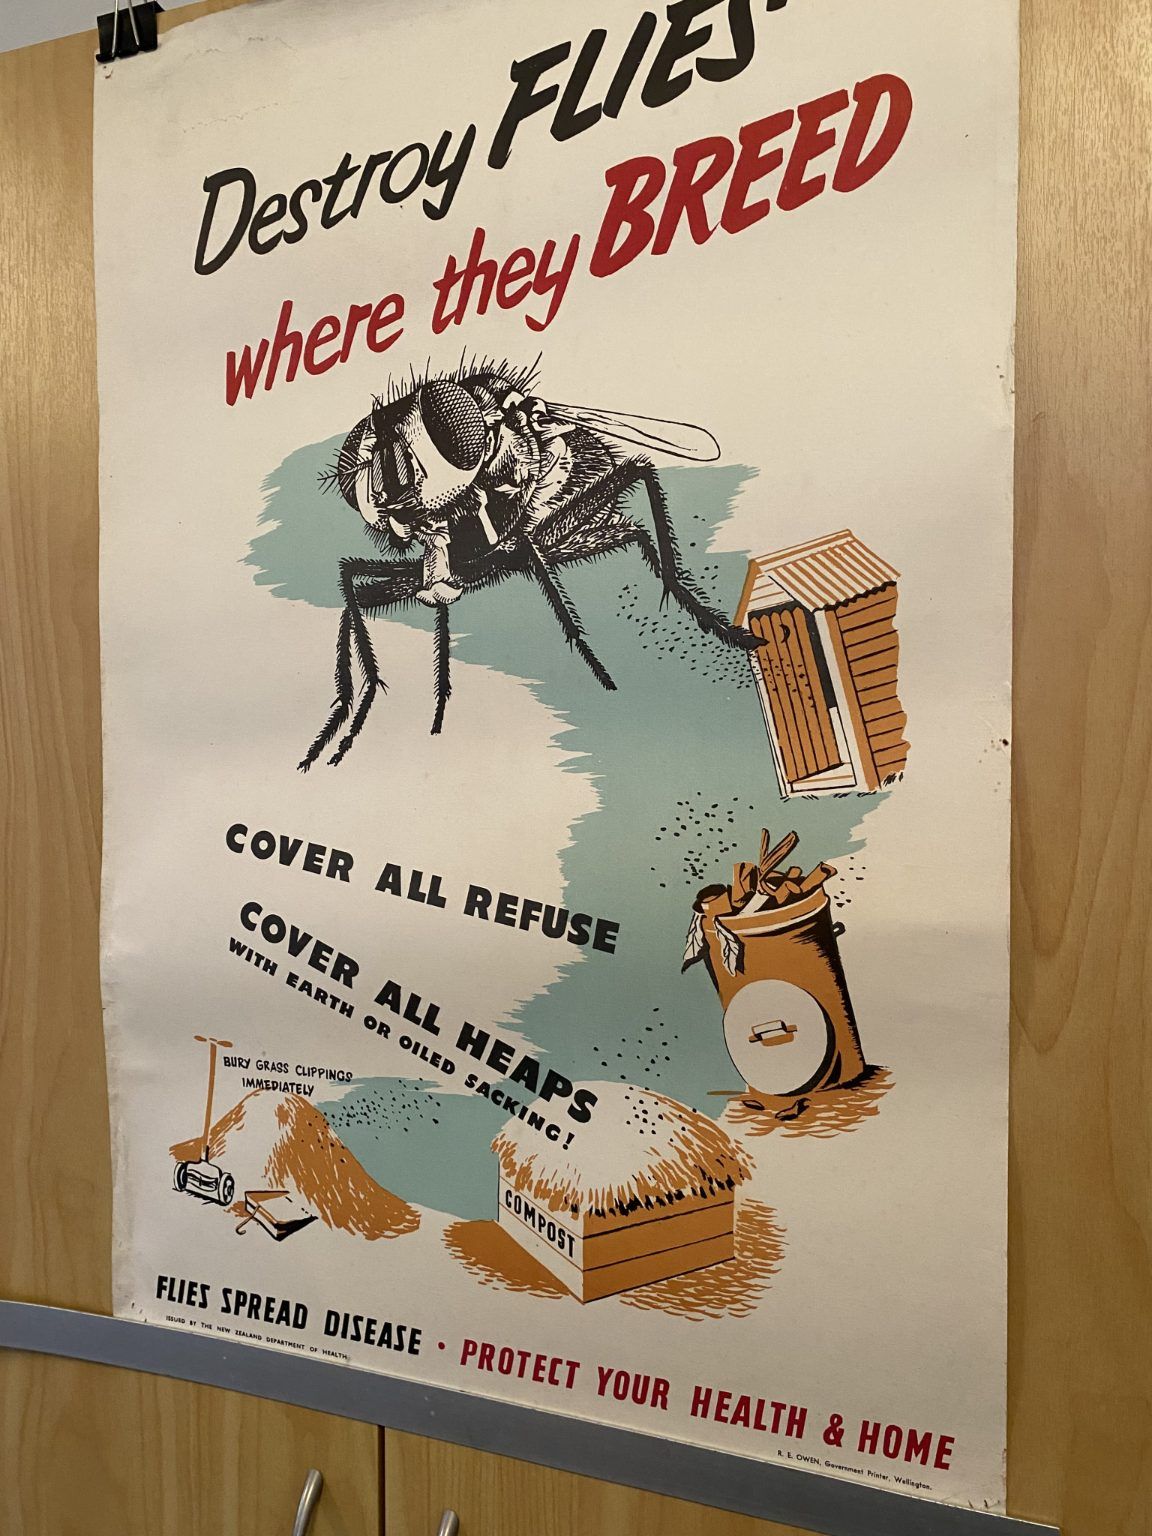 Destroy FLIES
where they BREED
COVER ALL REFUSE
COVER ALL HEAPS
WITH EARTH OR OILED SACKING!
BURY GRASS CLIPPINGS
IMMEDIATELY
COMPOST
FLIES SPREAD DISEASE · PROTECT YOUR HEALTH & HOME
ISSUED BY THE NEW ZEALAND DEPARTMENT OF HEALTH.
R. E. OWEN, Government Printer, Wellington.